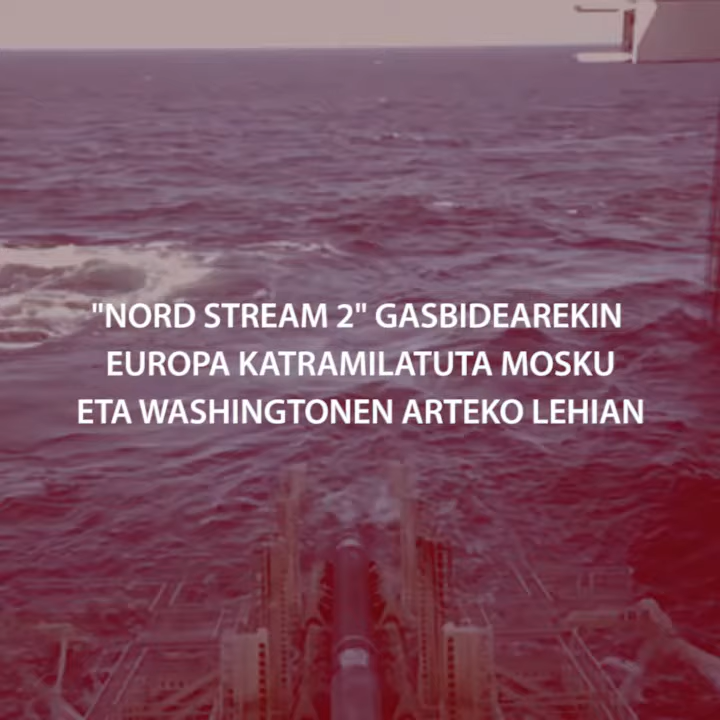 "NORD STREAM 2" GASBIDEAREKIN
EUROPA KATRAMILATUTA MOSKU
ETA WASHINGTONEN ARTEKO LEHIAN